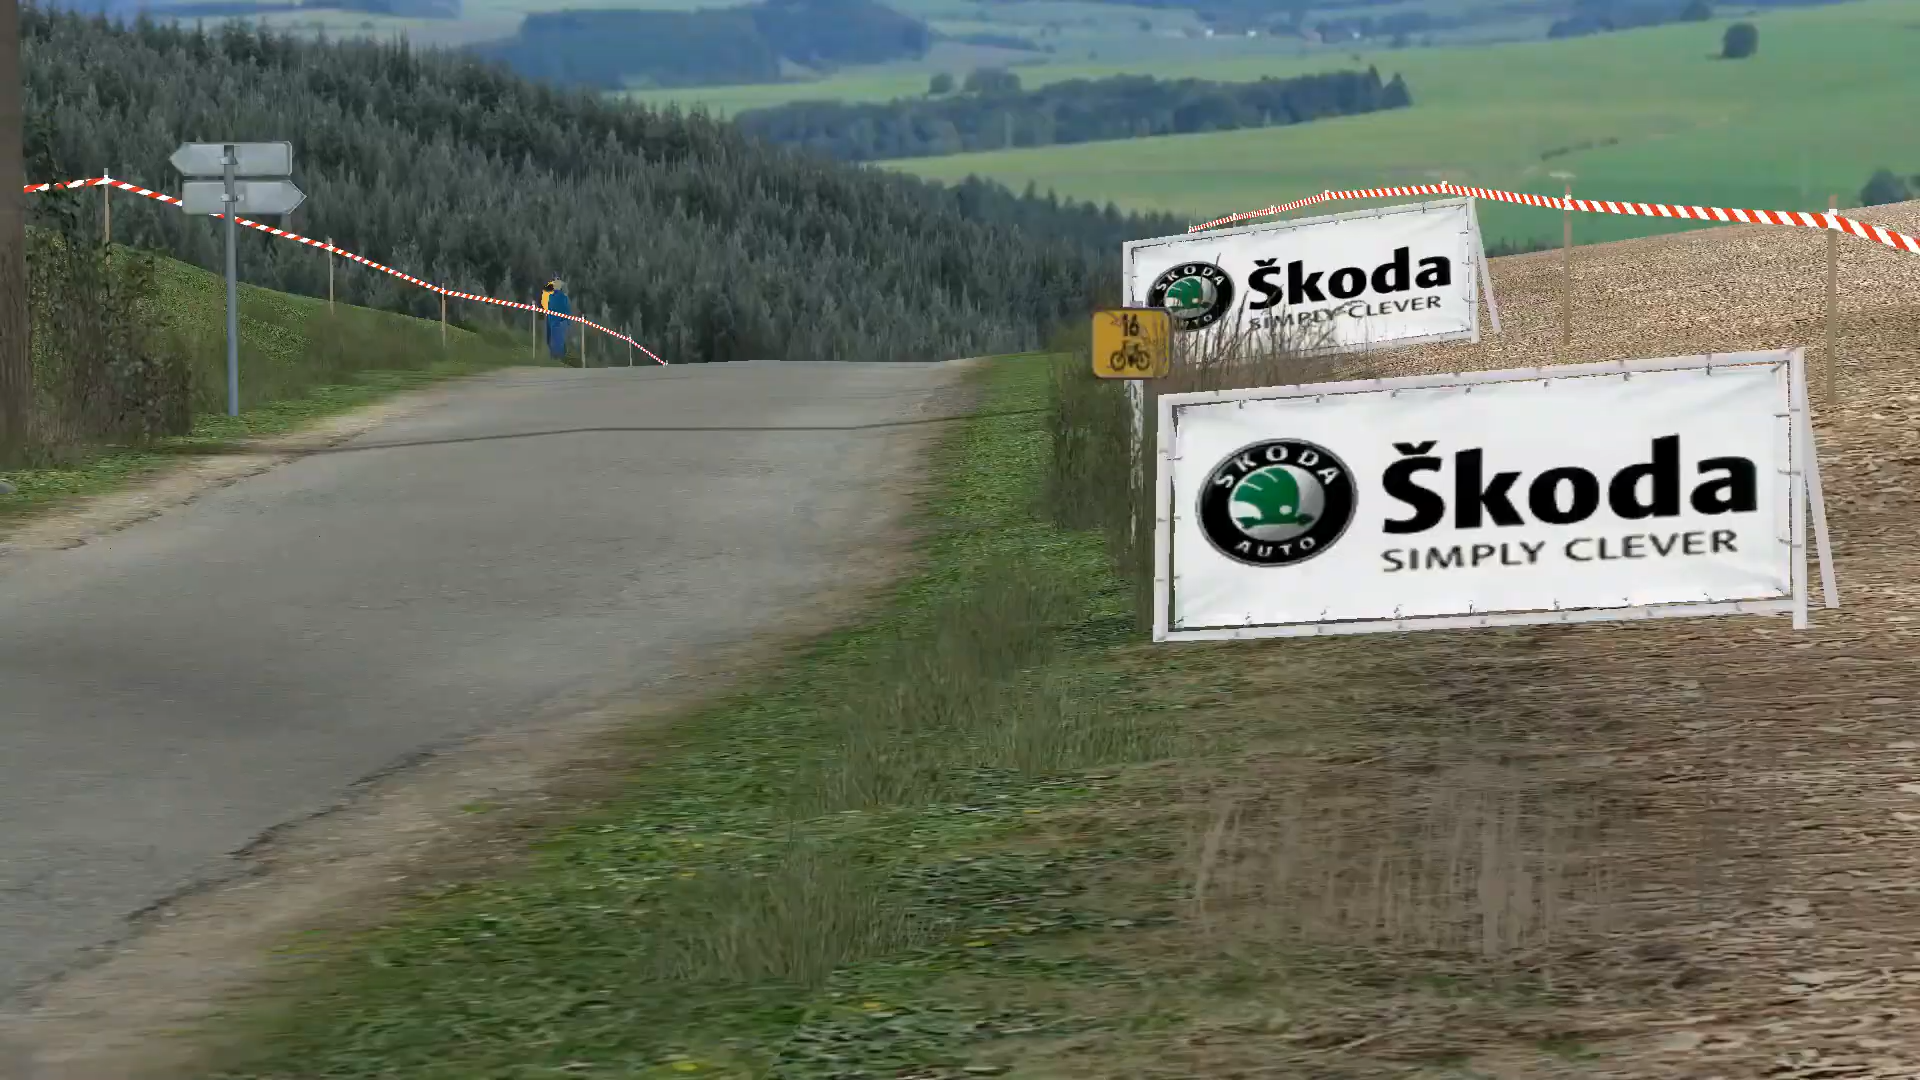 ŠKODA
AUTO
Škoda
SIMPLY CLEVER
16
ŠKODA
AUTO
Škoda
SIMPLY CLEVER